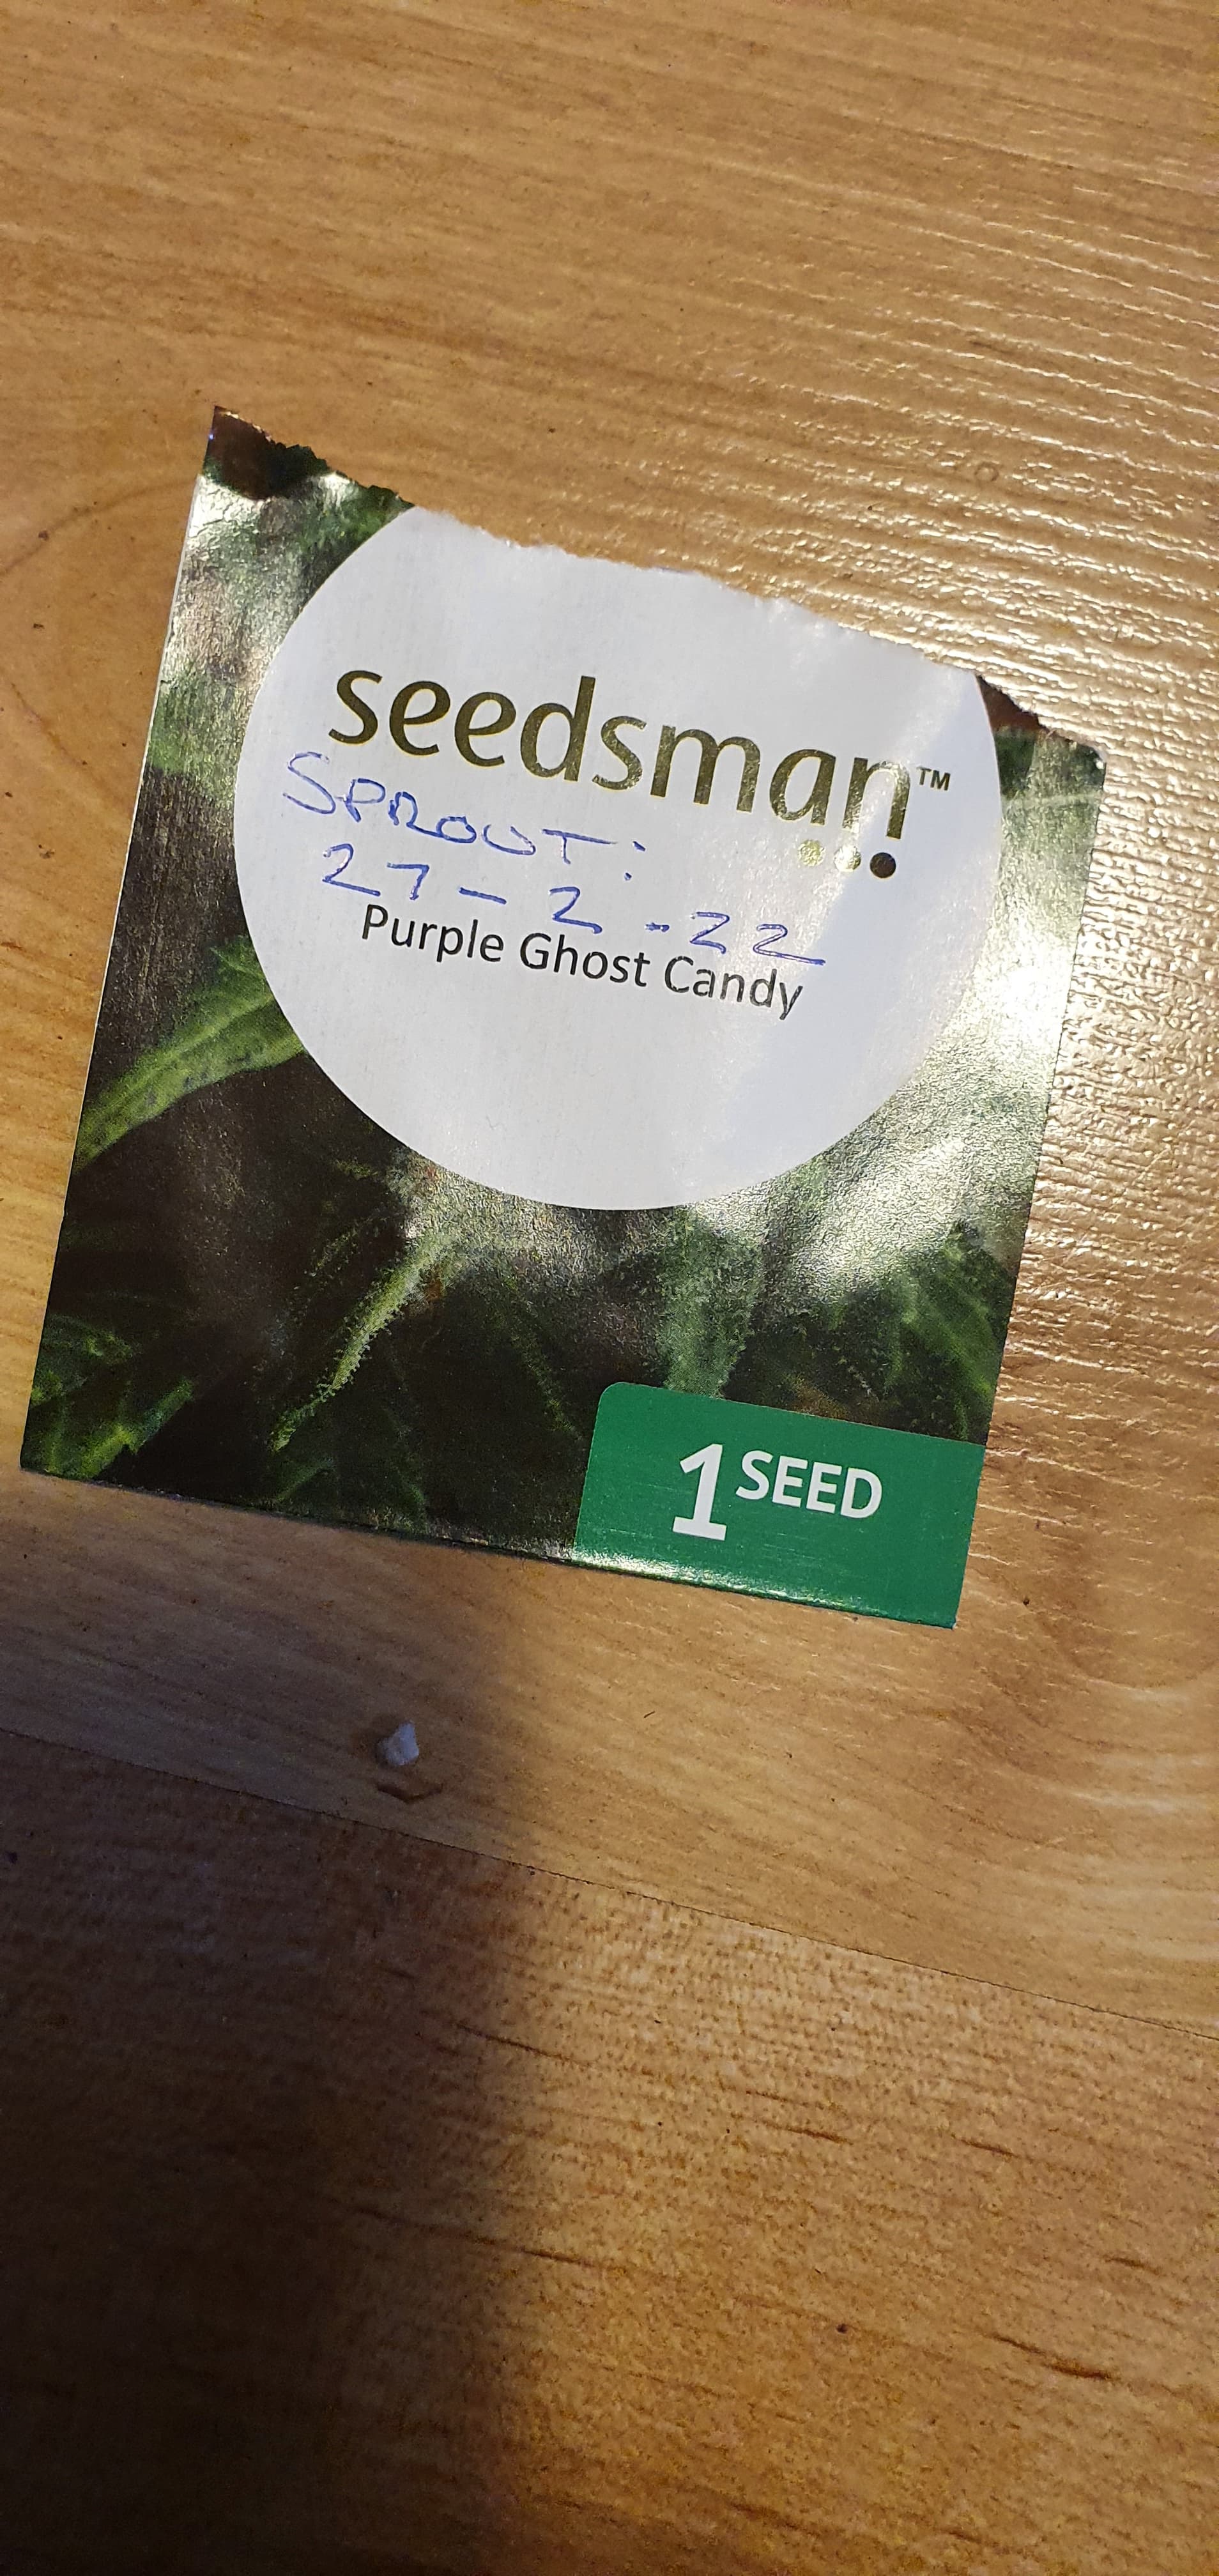 seedsman™
SPROUT:
27-2-22
Purple Ghost Candy
1 SEED